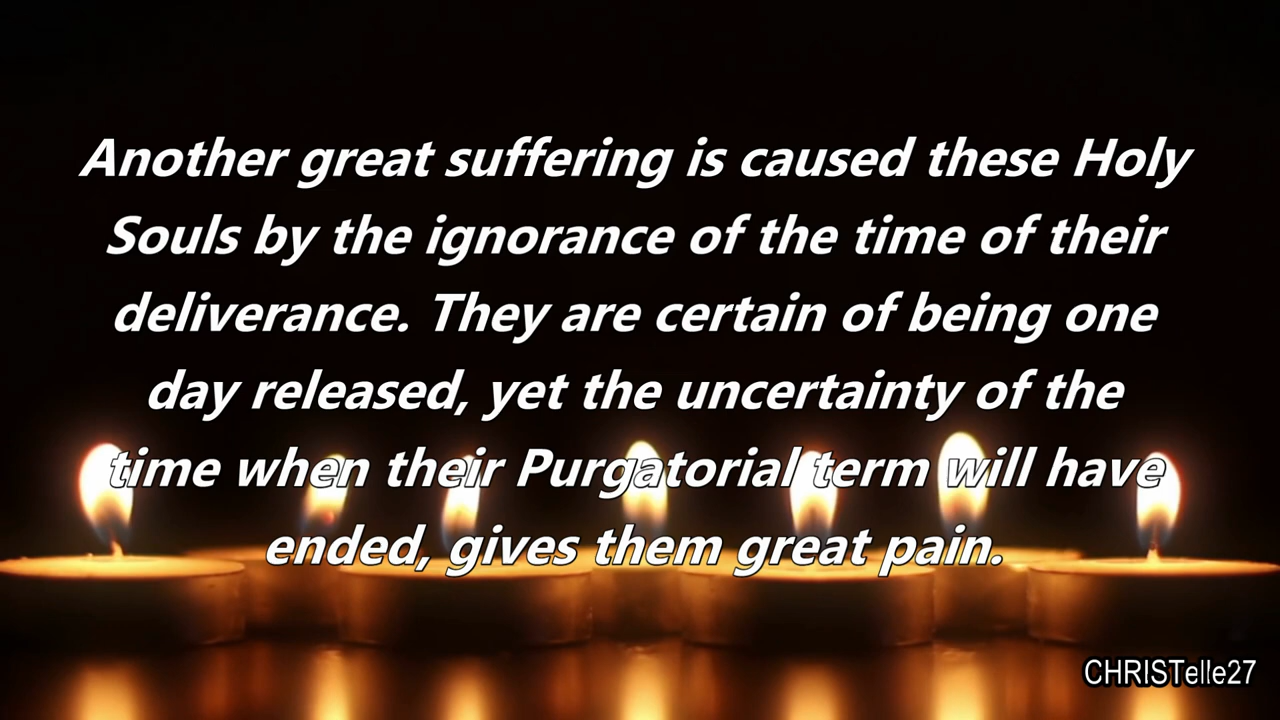 Another great suffering is caused these Holy
Souls by the ignorance of the time of their
deliverance. They are certain of being one
day released, yet the uncertainty of the
time when their Purgatorial term will have
ended, gives them great pain.
CHRISTelle27